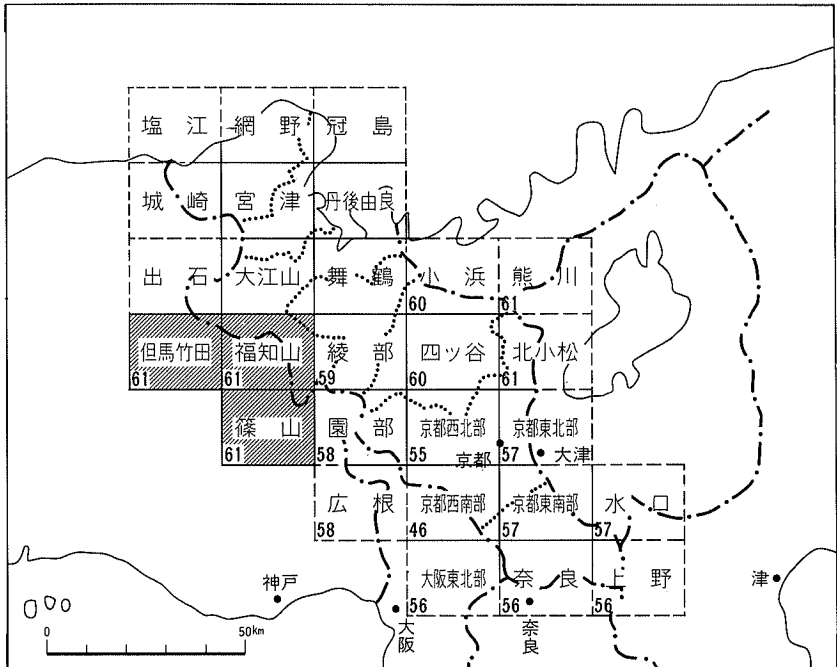 塩江 網野 冠島
城崎 宮津 丹後由良
出石 大江山 舞鶴 小浜 熊川
60 61
但馬竹田 福知山 綾部 四ッ谷 北小松
61 61 59 60 61
篠山 園部 京都西北部 京都東北部
61 58 55 57
京都 大津
広根 京都西南部 京都東南部 水口
58 46 57 57
大阪東北部 奈良 上野
56 56 56
神戸 大阪 奈良 津
0 50km